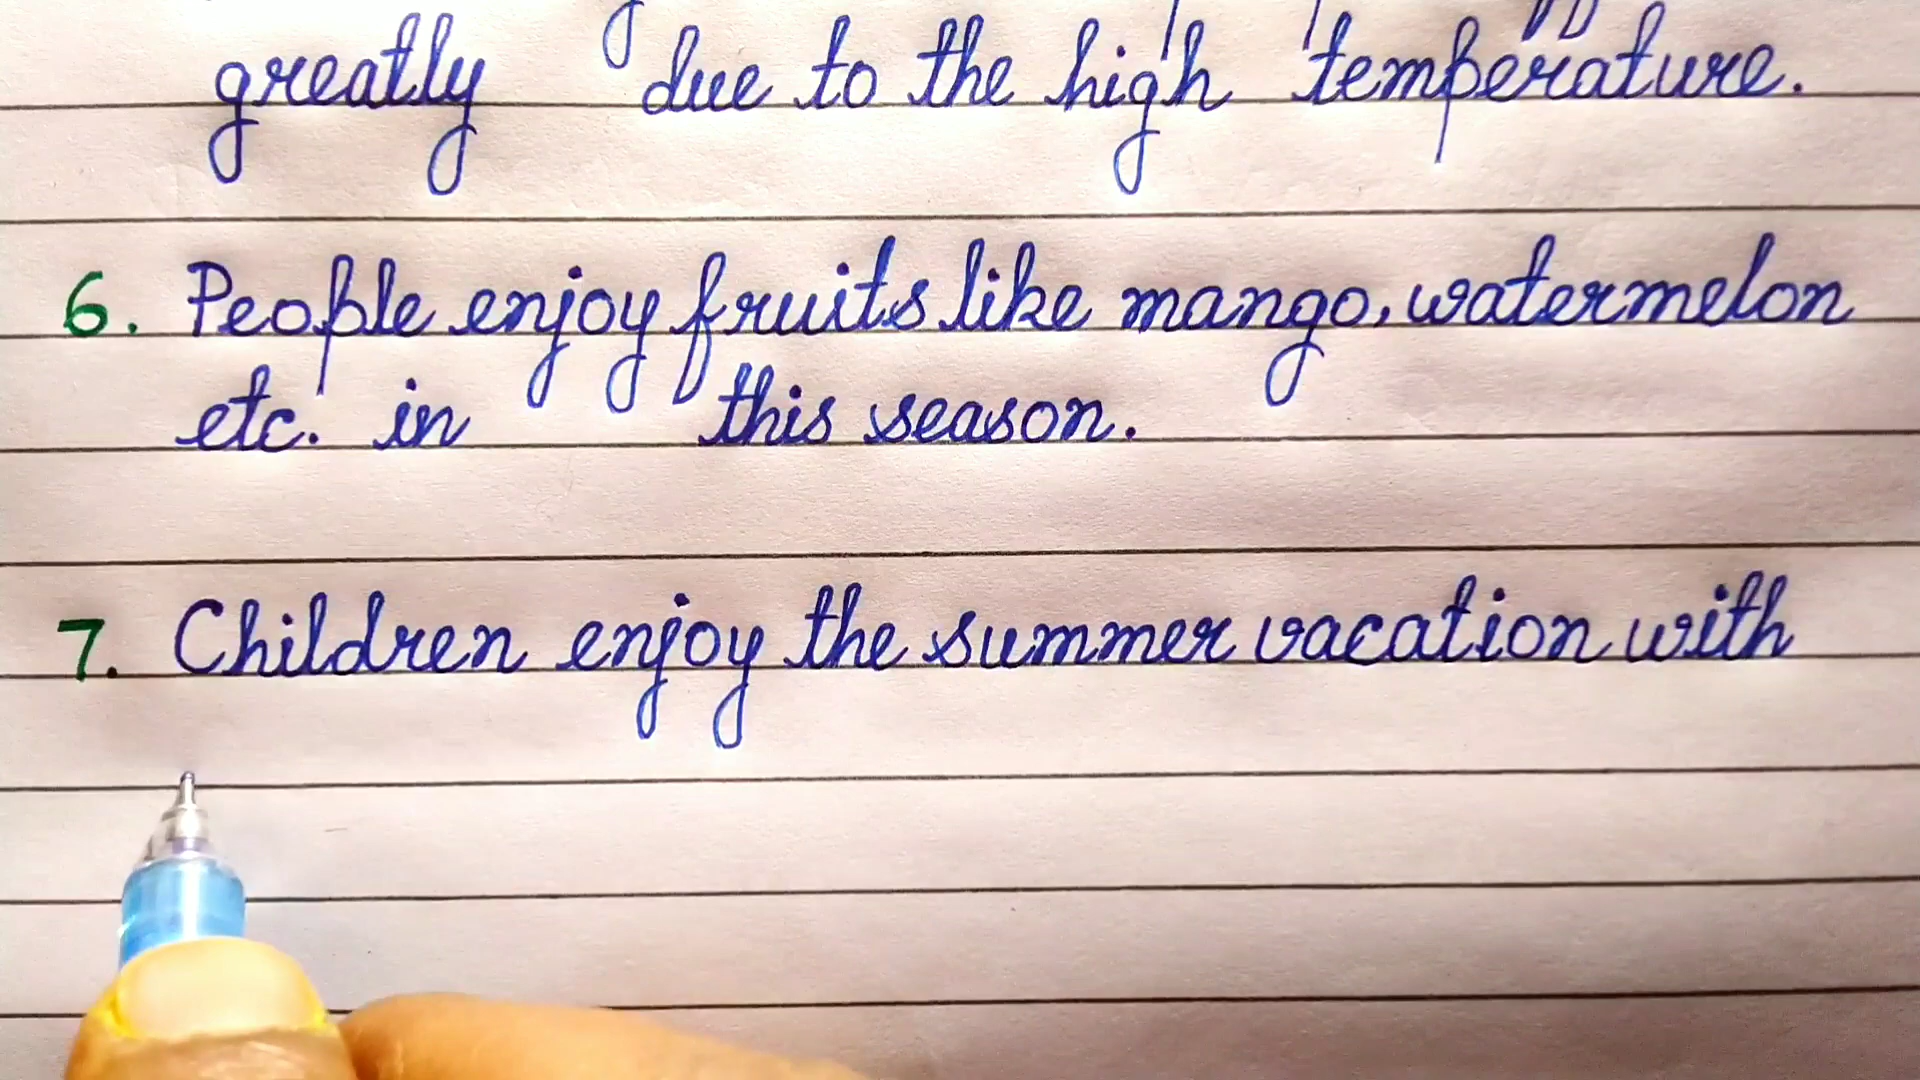 greatly due to the high temperature.
6. People enjoy fruits like mango, watermelon
etc. in this season.
7. Children enjoy the summer vacation with